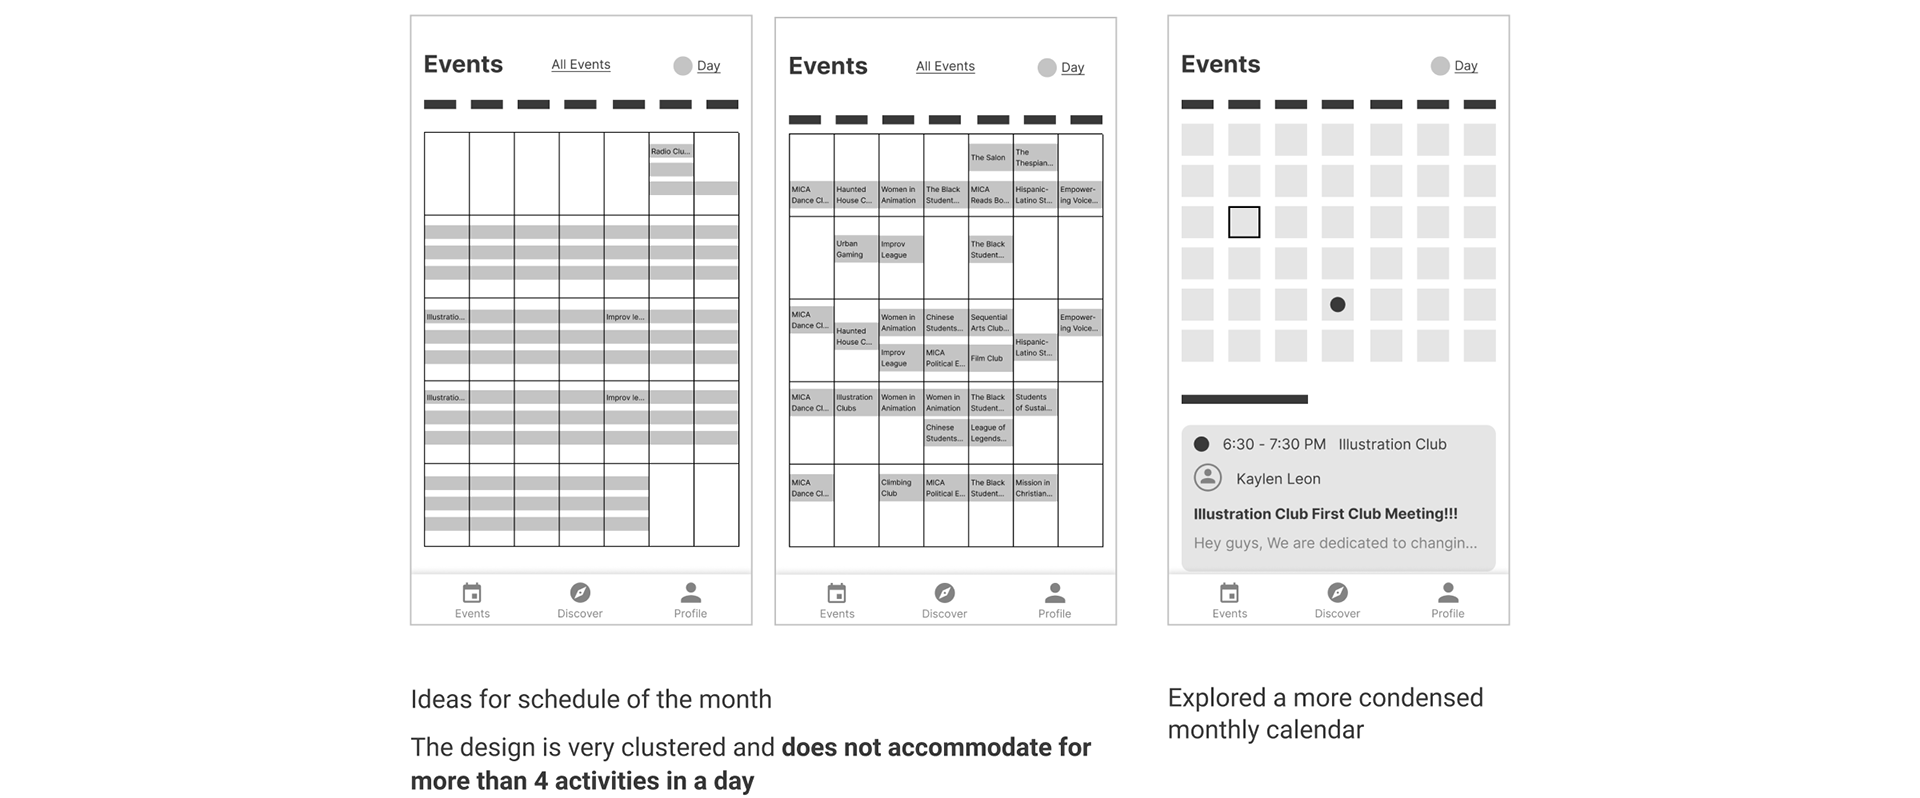 Events
All Events
Day
Radio Clu...
Illustratio...
Improv le...
Illustratio...
Improv le...
Events
Discover
Profile
Events
All Events
Day
The Salon
The
Thespian...
MICA
Dance Cl...
Haunted
House C...
Women in
Animation
The Black
Student...
MICA
Reads Bo...
Hispanic-
Latino St...
Empower-
ing Voice...
Urban
Gaming
Improv
League
The Black
Student...
MICA
Dance Cl...
Haunted
House C...
Women in
Animation
Chinese
Students...
Sequential
Arts Club...
Hispanic-
Latino St...
Empower-
ing Voice...
Improv
League
MICA
Political E...
Film Club
MICA
Dance Cl...
Illustration
Clubs
Women in
Animation
Women in
Animation
The Black
Student...
Students
of Sustai...
Chinese
Students...
League of
Legends...
MICA
Dance Cl...
Climbing
Club
MICA
Political E...
The Black
Student...
Mission in
Christian...
Events
Discover
Profile
Events
Day
6:30 - 7:30 PM Illustration Club
Kaylen Leon
Illustration Club First Club Meeting!!!
Hey guys, We are dedicated to changin...
Events
Discover
Profile
Ideas for schedule of the month
The design is very clustered and does not accommodate for
more than 4 activities in a day
Explored a more condensed
monthly calendar